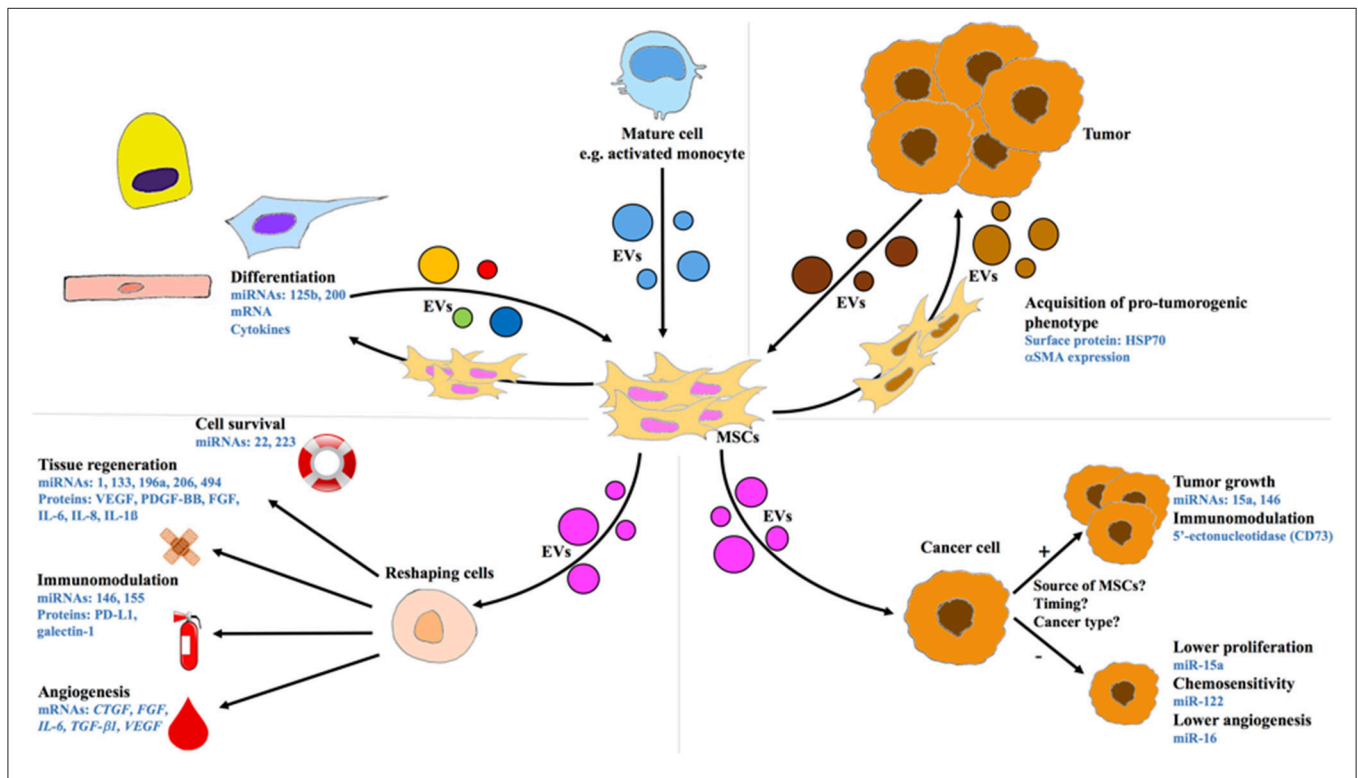 Mature cell
e.g. activated monocyte
EVs
Tumor
EVs
EVs
Acquisition of pro-tumorogenic
phenotype
Surface protein: HSP70
αSMA expression
Differentiation
miRNAs: 125b, 200
mRNA
Cytokines
EVs
MSCs
Cell survival
miRNAs: 22, 223
Tissue regeneration
miRNAs: 1, 133, 196a, 206, 494
Proteins: VEGF, PDGF-BB, FGF,
IL-6, IL-8, IL-1ß
Immunomodulation
miRNAs: 146, 155
Proteins: PD-L1,
galectin-1
Angiogenesis
mRNAs: CTGF, FGF,
IL-6, TGF-βI, VEGF
Reshaping cells
EVs
EVs
Cancer cell
+
Source of MSCs?
Timing?
Cancer type?
-
Tumor growth
miRNAs: 15a, 146
Immunomodulation
5’-ectonucleotidase (CD73)
Lower proliferation
miR-15a
Chemosensitivity
miR-122
Lower angiogenesis
miR-16